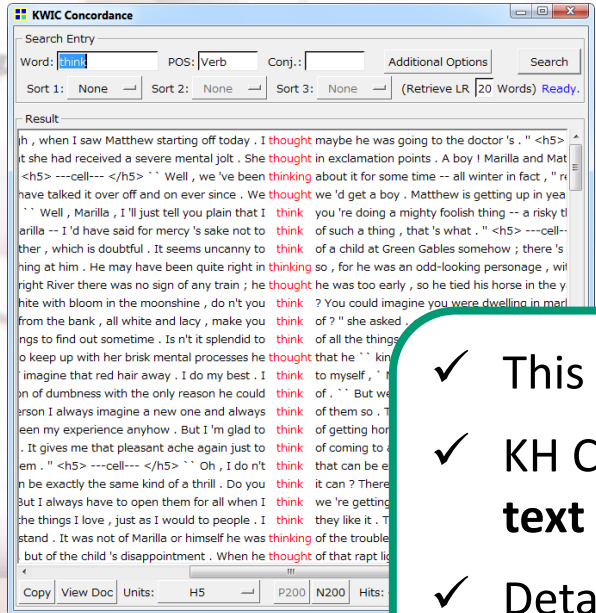 KWIC Concordance
Search Entry
Word: think POS: Verb Conj.: Additional Options Search
Sort 1: None Sort 2: None Sort 3: None (Retrieve LR 20 Words) Ready.
Result
, when I saw Matthew starting off today . I thought maybe he was going to the doctor 's . " <h5>
she had received a severe mental jolt . She thought in exclamation points . A boy ! Marilla and Mat
<h5> ---cell--- </h5> `` Well , we 've been thinking about it for some time -- all winter in fact , "
have talked it over off and on ever since . We thought we 'd get a boy . Matthew is getting up in
`` Well , Marilla , I 'll just tell you plain that I think you 're doing a mighty foolish thing -- a risky
-- I 'd have said for mercy 's sake not to think of such a thing , that 's what . " <h5> ---cell--
, which is doubtful . It seems uncanny to think of a child at Green Gables somehow ; there 's
at him . He may have been quite right in thinking so , for he was an odd-looking personage ,
right River there was no sign of any train ; he thought he was too early , so he tied his horse in the
with bloom in the moonshine , do n't you think ? You could imagine you were dwelling in
from the bank , all white and lacy , make you think of ? " she asked .
to find out sometime . Is n't it splendid to think of all the things
to keep up with her brisk mental processes he thought that he `` kin
imagine that red hair away . I do my best . I think to myself , `
of dumbness with the only reason he could think of . `` But we
I always imagine a new one and always think of them so . T
my experience anyhow . But I 'm glad to think of getting
. It gives me that pleasant ache again just to think of coming to
. " <h5> ---cell--- </h5> `` Oh , I do n't think that can be
be exactly the same kind of a thrill . Do you think it can ? There
But I always have to open them for all when I think we 're getting
the things I love , just as I would to people . I think they like it . T
stand . It was not of Marilla or himself he was thinking of the trouble
but of the child 's disappointment . When he thought of that rapt
Copy View Doc Units: H5 P200 N200 Hits:
✓ This
✓ KH C
text
✓ Deta